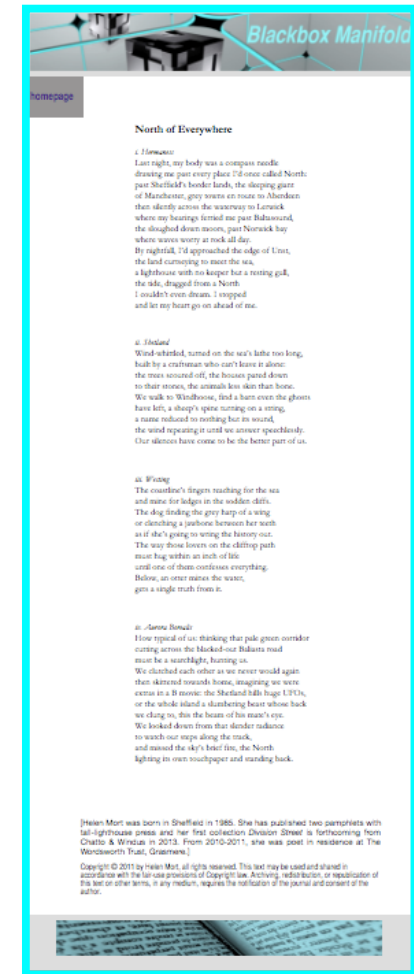 Blackbox Manifold
homepage
North of Everywhere
i. Hermaness
Last night, my body was a compass needle
drawing me past every place I'd once called North:
past Sheffield's border lands, the sleeping giant
of Manchester, grey towns en route to Aberdeen
then silently across the waterway to Lerwick
where my bearings ferried me past Baltasound,
the sloughed down moors, past Norwick bay
where waves worry at rock all day.
By nightfall, I'd approached the edge of Unst,
the land curtseying to meet the sea,
a lighthouse with no keeper but a resting gull,
the tide, dragged from a North
I couldn't even dream. I stopped
and let my heart go on ahead of me.
ii. Shetland
Wind-whittled, turned on the sea's lathe too long,
built by a craftsman who can't leave it alone:
the trees scoured off, the houses pared down
to their stones, the animals less skin than bone.
We walk to Windhoose, find a barn even the ghosts
have left, a sheep's spine turning on a string,
a name reduced to nothing but its sound,
the wind repeating it until we answer speechlessly.
Our silences have come to be the better part of us.
iii. Westing
The coastline's fingers reaching for the sea
and mine for ledges in the sodden cliffs.
The dog finding the grey harp of a wing
or clenching a jawbone between her teeth
as if she's going to wring the history out.
The way those lovers on the clifftop path
must hug within an inch of life
until one of them confesses everything.
Below, an otter mines the water,
gets a single truth from it.
iv. Aurora Borealis
How typical of us: thinking that pale green corridor
cutting across the blacked-out Baliasta road
must be a searchlight, hunting us.
We clutched each other as we never would again
then skittered towards home, imagining we were
extras in a B movie: the Shetland hills huge UFOs,
or the whole island a slumbering beast whose back
we clung to, this the beam of his mate's eye.
We looked down from that slender radiance
to watch our steps along the track,
and missed the sky's brief fire, the North
lighting its own touchpaper and standing back.
[Helen Mort was born in Sheffield in 1985. She has published two pamphlets with
tall-lighthouse press and her first collection Division Street is forthcoming from
Chatto & Windus in 2013. From 2010-2011, she was poet in residence at The
Wordsworth Trust, Grasmere.]
Copyright © 2011 by Helen Mort, all rights reserved. This text may be used and shared in
accordance with the fair-use provisions of Copyright law. Archiving, redistribution, or republication of
this text on other terms, in any medium, requires the notification of the journal and consent of the
author.